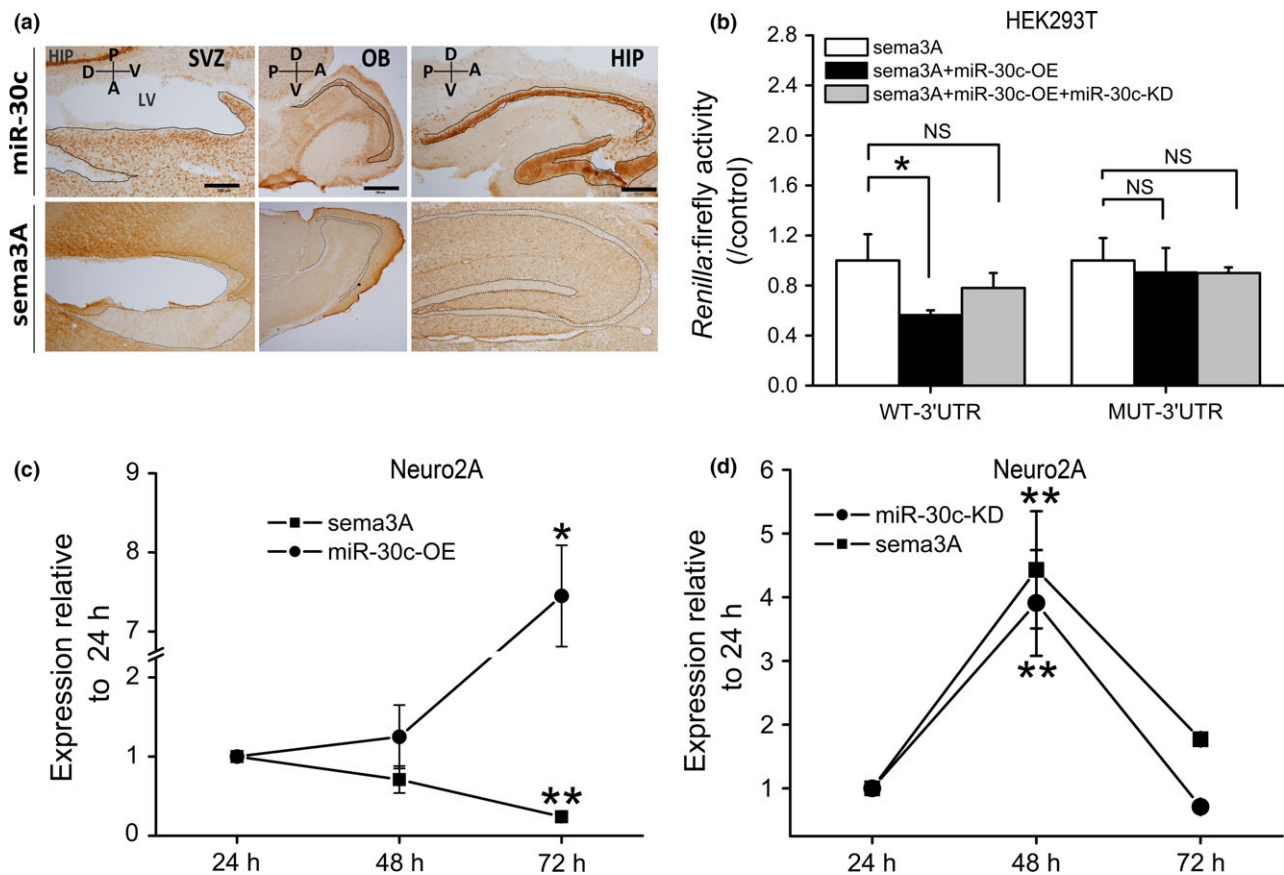 (a)
miR-30c
sema3A
HIP
P
D
V
A
SVZ
LV
D
P
A
V
OB
D
P
A
V
HIP
(b)
HEK293T
sema3A
sema3A+miR-30c-OE
sema3A+miR-30c-OE+miR-30c-KD
Renilla:firefly activity
(/control)
2.8
2.4
2.0
1.6
1.2
0.8
0.4
0.0
NS
*
NS
NS
WT-3'UTR
MUT-3'UTR
(c)
Neuro2A
sema3A
miR-30c-OE
Expression relative
to 24 h
9
8
7
2
1
0
*
**
24 h
48 h
72 h
(d)
Neuro2A
miR-30c-KD
sema3A
Expression relative
to 24 h
6
5
4
3
2
1
**
**
24 h
48 h
72 h